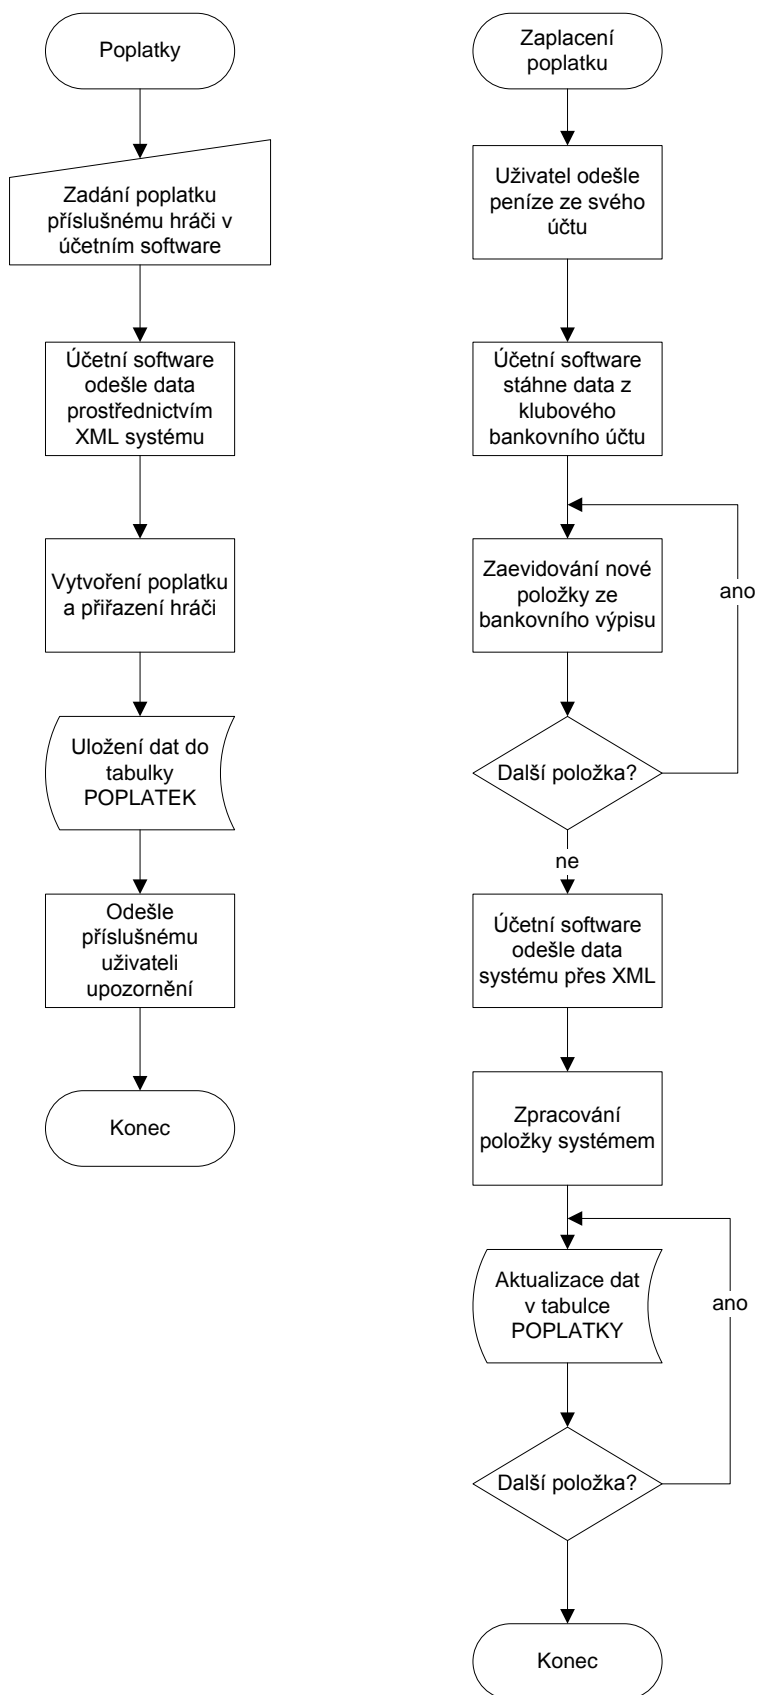 Poplatky
Zadání poplatku
příslušnému hráči v
účetním software
Účetní software
odešle data
prostřednictvím
XML systému
Vytvoření poplatku
a přiřazení hráči
Uložení dat do
tabulky
POPLATEK
Odešle
příslušnému
uživateli
upozornění
Konec
Zaplacení
poplatku
Uživatel odešle
peníze ze svého
účtu
Účetní software
stáhne data z
klubového
bankovního účtu
Zaevidování nové
položky ze
bankovního výpisu
ano
Další položka?
ne
Účetní software
odešle data
systému přes XML
Zpracování
položky systémem
Aktualizace dat
v tabulce
POPLATKY
ano
Další položka?
Konec